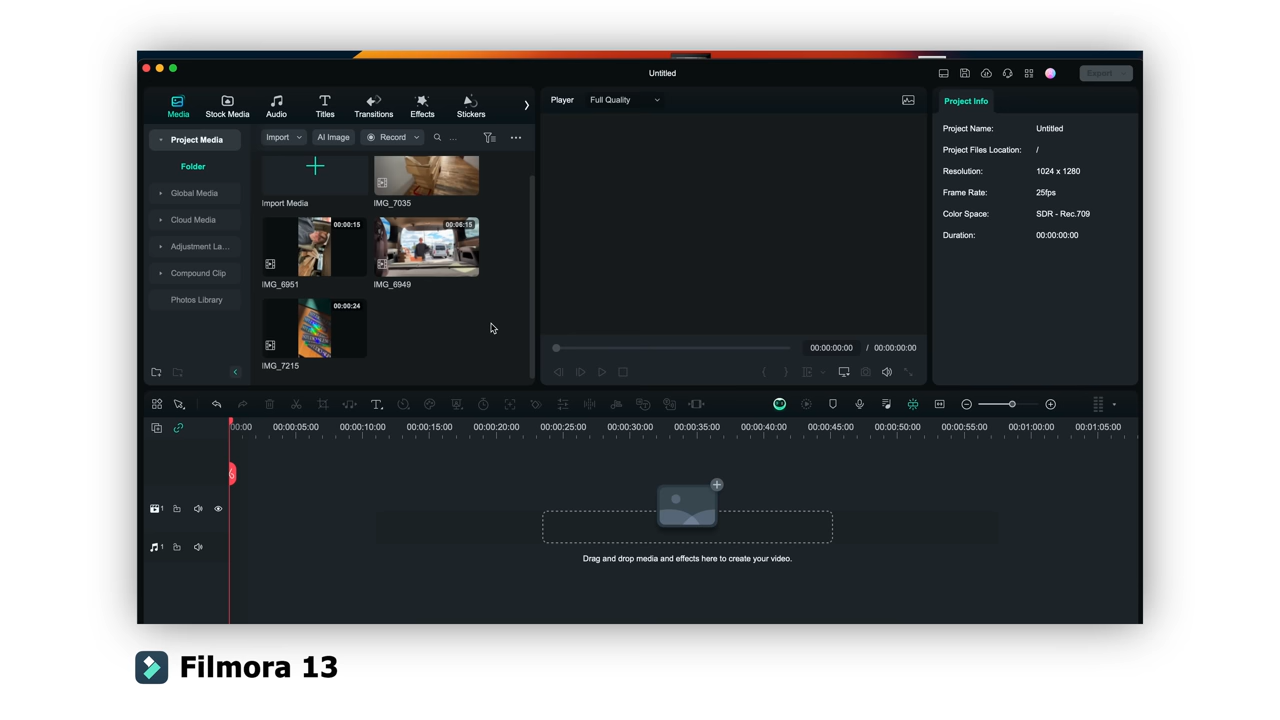 Untitled
Export
Media
Stock Media
Audio
Titles
Transitions
Effects
Stickers
Project Media
Folder
Global Media
Cloud Media
Adjustment La...
Compound Clip
Photos Library
Import
AI Image
Record
...
Import Media
IMG_7035
00:00:15
IMG_6951
00:06:15
IMG_6949
00:00:24
IMG_7215
Player
Full Quality
00:00:00:00 / 00:00:00:00
Project Info
Project Name: Untitled
Project Files Location: /
Resolution: 1024 x 1280
Frame Rate: 25fps
Color Space: SDR - Rec.709
Duration: 00:00:00:00
00:00 00:00:05:00 00:00:10:00 00:00:15:00 00:00:20:00 00:00:25:00 00:00:30:00 00:00:35:00 00:00:40:00 00:00:45:00 00:00:50:00 00:00:55:00 00:01:00:00 00:01:05:00
1
1
Drag and drop media and effects here to create your video.
Filmora 13